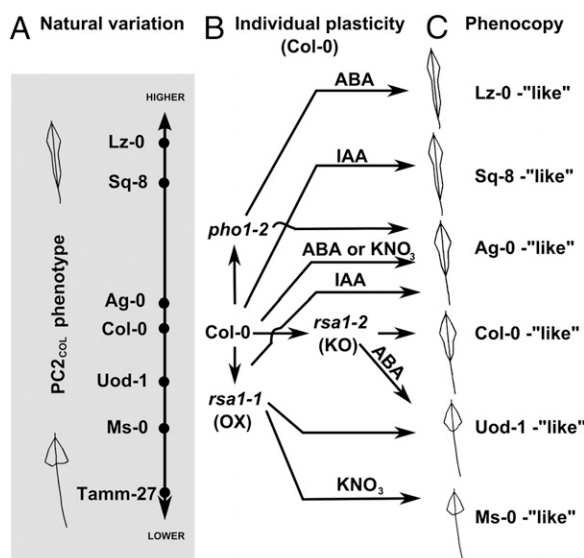 A Natural variation
B Individual plasticity
(Col-0)
C Phenocopy
HIGHER
Lz-0
Sq-8
Ag-0
Col-0
Uod-1
Ms-0
Tamm-27
LOWER
PC2COL phenotype
ABA
IAA
pho1-2
ABA or KNO3
IAA
Col-0
rsa1-2
(KO)
ABA
rsa1-1
(OX)
KNO3
Lz-0 -"like"
Sq-8 -"like"
Ag-0 -"like"
Col-0 -"like"
Uod-1 -"like"
Ms-0 -"like"